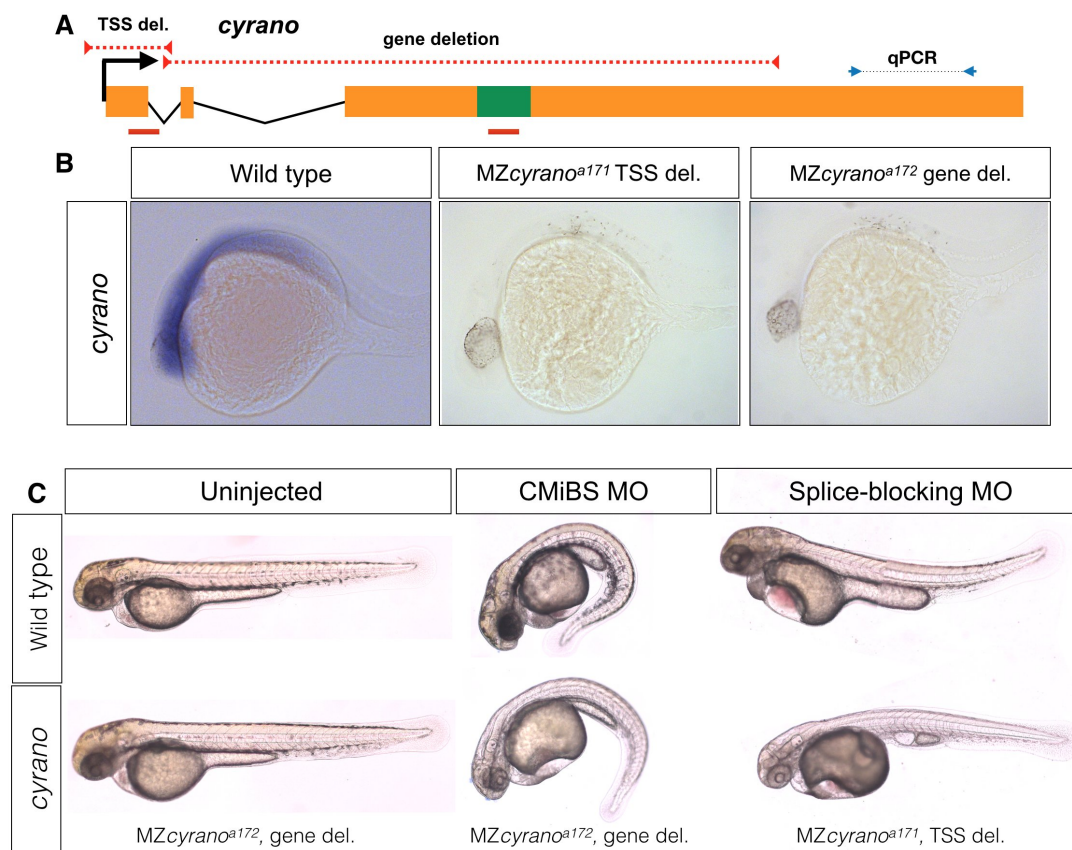 A
TSS del.
cyrano
gene deletion
qPCR
B
Wild type
MZcyranoa171 TSS del.
MZcyranoa172 gene del.
cyrano
C
Uninjected
CMiBS MO
Splice-blocking MO
Wild type
cyrano
MZcyranoa172, gene del.
MZcyranoa172, gene del.
MZcyranoa171, TSS del.